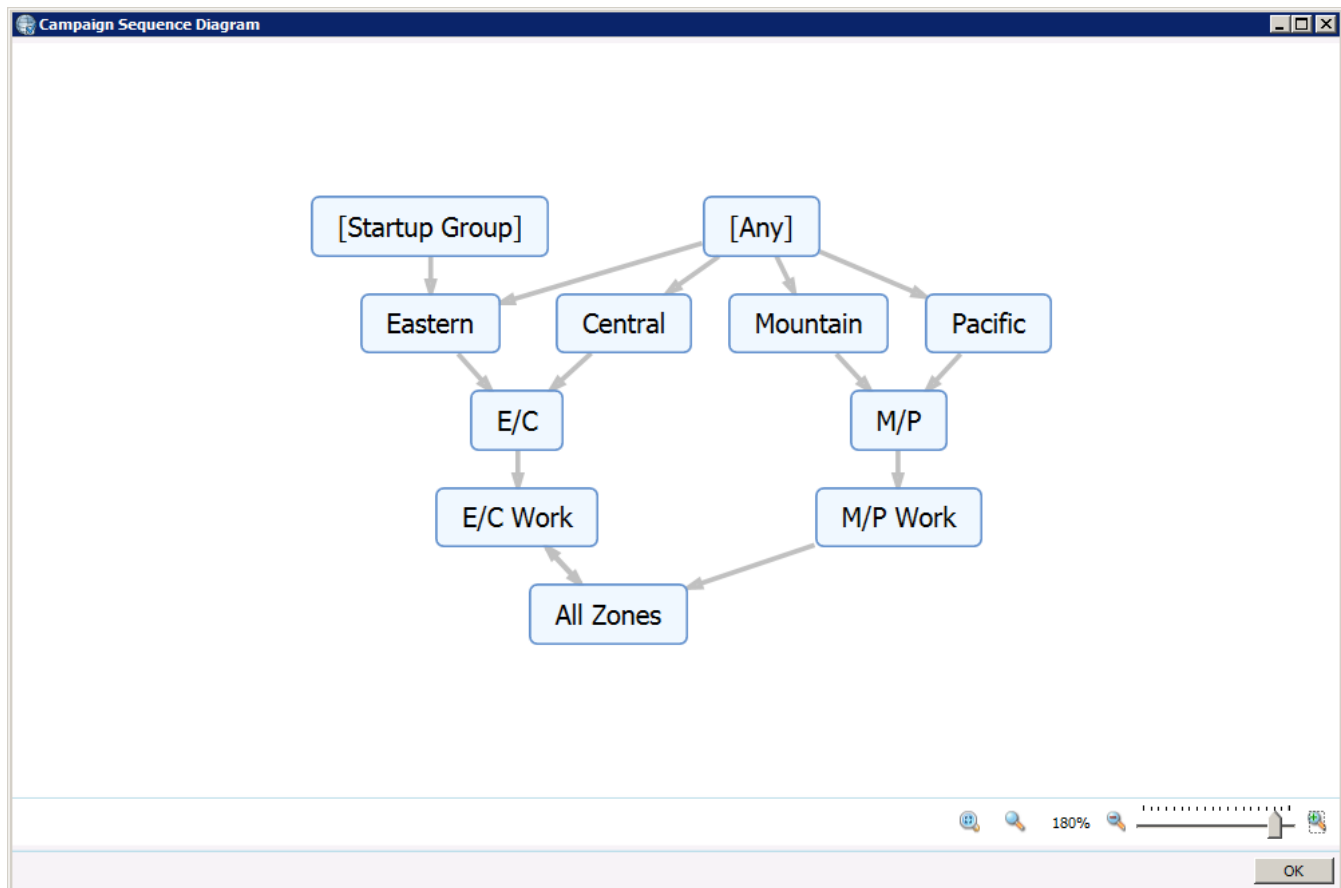 Campaign Sequence Diagram
[Startup Group]
[Any]
Eastern
Central
Mountain
Pacific
E/C
M/P
E/C Work
M/P Work
All Zones
180%
OK